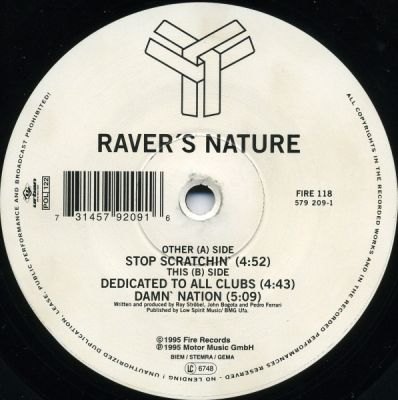 RAVER´S NATURE
POL 122
7 31457 92091 6
FIRE 118
579 209-1
OTHER (A) SIDE
STOP SCRATCHIN´ (4:52)
THIS (B) SIDE
DEDICATED TO ALL CLUBS (4:43)
DAMN´ NATION (5:09)
Written and produced by Ray Ströbel, John Bogota and Pedro Ferrari
Published by Low Spirit Music/ BMG Ufa.
©1995 Fire Records
℗1995 Motor Music GmbH
BIEM / STEMRA / GEMA
LC 6748
ALL COPYRIGHTS IN THE RECORDED WORKS AND IN THE RECORDED PERFORMANCES RESERVED - NO LENDING / UNAUTHORIZED DUPLICATION, LEASE, PUBLIC PERFORMANCE AND BROADCAST PROHIBITED!